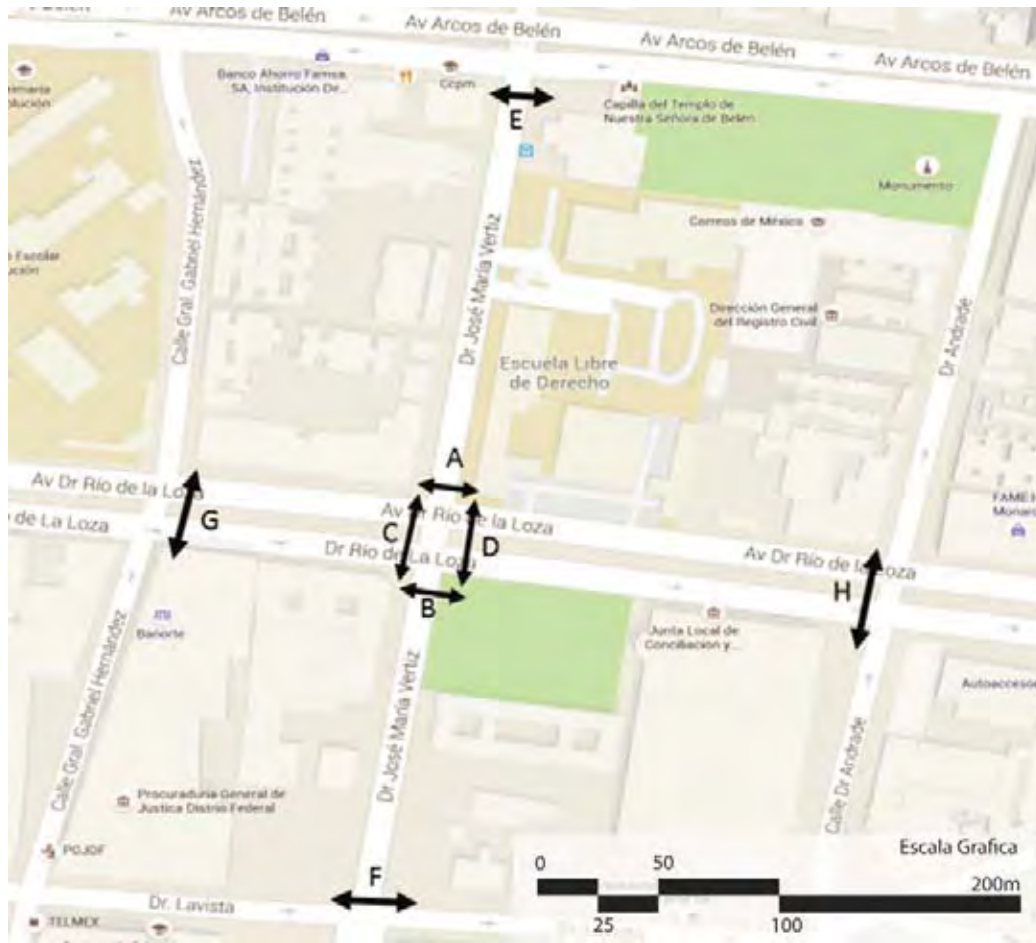 Av Arcos de Belén
Av Arcos de Belén
Av Arcos de Belén
Av Arcos de Belén
Banco Ahorro Famsa
SA, Institución De...
Ccpm
E
Capilla del Templo de
Nuestra Señora de Belén
Monumento
Correos de México
Calle Gral. Gabriel Hernández
Dr José María Vertiz
Dirección General
del Registro Civil
Dr Andrade
Escuela Libre
de Derecho
A
Av Dr Río de la Loza
G
C
Av Dr Río de la Loza
D
de La Loza
Dr Río de La Loza
Av Dr Río de la Loza
H
B
Banorte
Junta Local de
Conciliación y...
Calle Gral. Gabriel Hernández
Dr José María Vertiz
Calle Dr Andrade
Procuraduría General de
Justica Distrio Federal
PGJDF
F
Dr. Lavista
TELMEX
Escala Grafica
0 50 200m
25 100